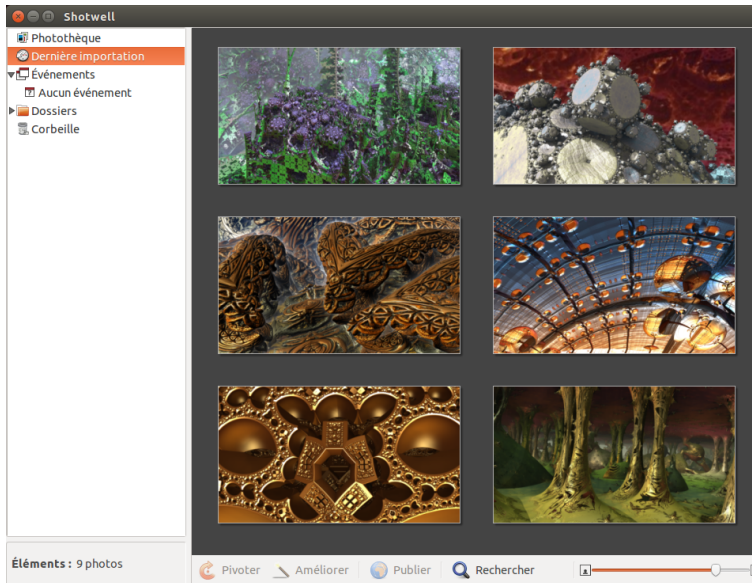 Shotwell
Photothèque
Dernière importation
Événements
Aucun événement
Dossiers
Corbeille
Éléments : 9 photos
Pivoter Améliorer Publier Rechercher